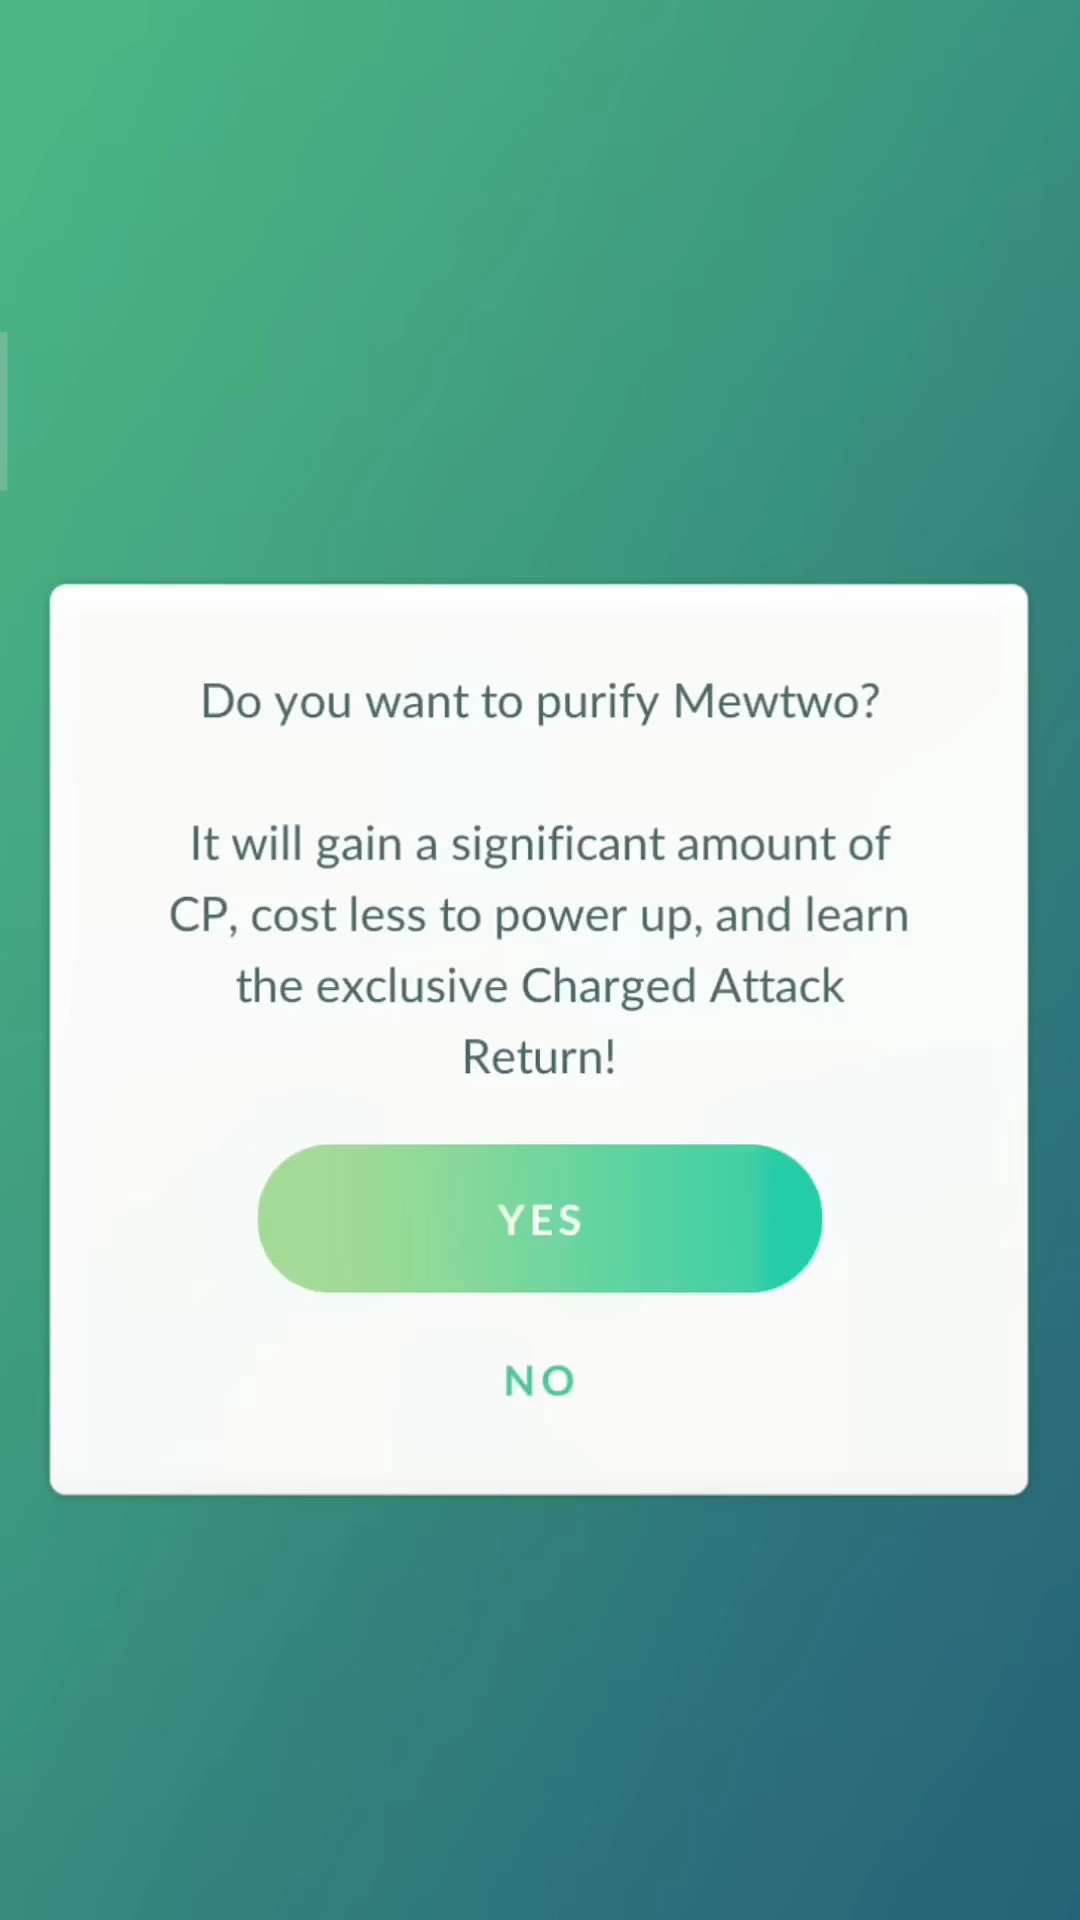 Do you want to purify Mewtwo?
It will gain a significant amount of
CP, cost less to power up, and learn
the exclusive Charged Attack
Return!
YES
NO